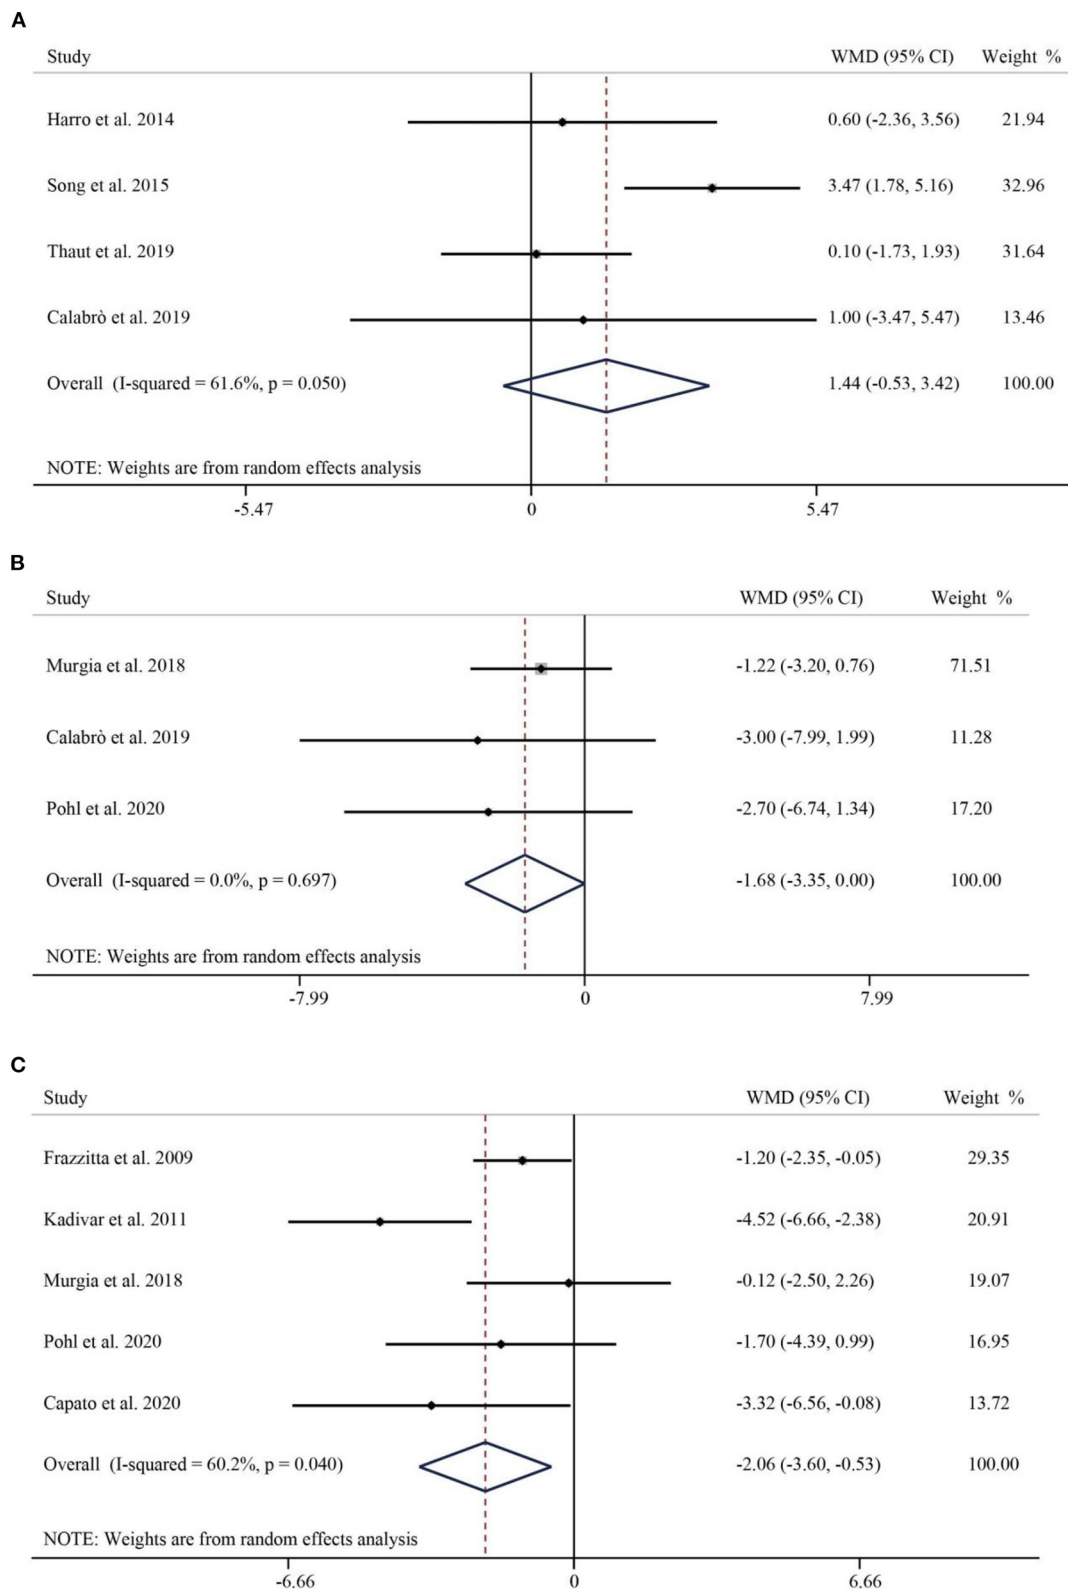 A
Study WMD (95% CI) Weight %
Harro et al. 2014 0.60 (-2.36, 3.56) 21.94
Song et al. 2015 3.47 (1.78, 5.16) 32.96
Thaut et al. 2019 0.10 (-1.73, 1.93) 31.64
Calabrò et al. 2019 1.00 (-3.47, 5.47) 13.46
Overall (I-squared = 61.6%, p = 0.050) 1.44 (-0.53, 3.42) 100.00
NOTE: Weights are from random effects analysis
-5.47 0 5.47
B
Study WMD (95% CI) Weight %
Murgia et al. 2018 -1.22 (-3.20, 0.76) 71.51
Calabrò et al. 2019 -3.00 (-7.99, 1.99) 11.28
Pohl et al. 2020 -2.70 (-6.74, 1.34) 17.20
Overall (I-squared = 0.0%, p = 0.697) -1.68 (-3.35, 0.00) 100.00
NOTE: Weights are from random effects analysis
-7.99 0 7.99
C
Study WMD (95% CI) Weight %
Frazzitta et al. 2009 -1.20 (-2.35, -0.05) 29.35
Kadivar et al. 2011 -4.52 (-6.66, -2.38) 20.91
Murgia et al. 2018 -0.12 (-2.50, 2.26) 19.07
Pohl et al. 2020 -1.70 (-4.39, 0.99) 16.95
Capato et al. 2020 -3.32 (-6.56, -0.08) 13.72
Overall (I-squared = 60.2%, p = 0.040) -2.06 (-3.60, -0.53) 100.00
NOTE: Weights are from random effects analysis
-6.66 0 6.66